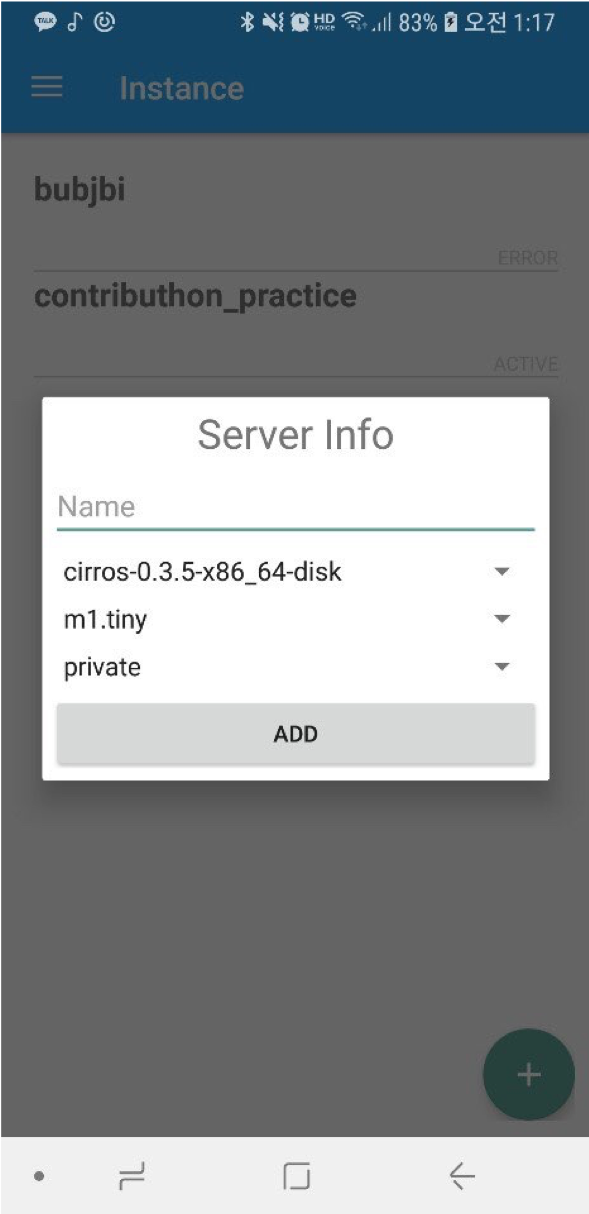 TALK HD VOICE 83% 오전 1:17
Instance
bubjbi
ERROR
contributhon_practice
ACTIVE
Server Info
Name
cirros-0.3.5-x86_64-disk
m1.tiny
private
ADD